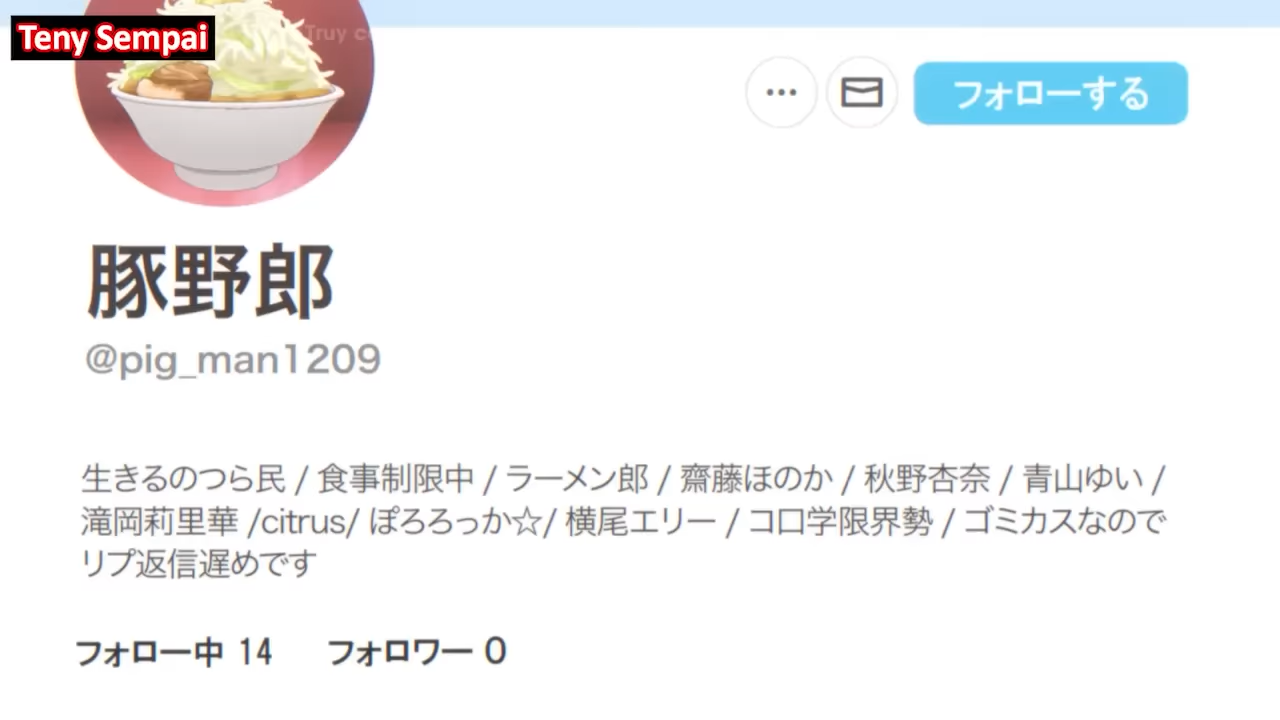 Teny Sempai
Truy c
フォローする
豚野郎
@pig_man1209
生きるのつら民 / 食事制限中 / ラーメン郎 / 齋藤ほのか / 秋野杏奈 / 青山ゆい /
滝岡莉里華 /citrus/ ぽろろっか☆/ 横尾エリー / コロ学限界勢 / ゴミカスなので
リプ返信遅めです
フォロー中 14 フォロワー 0